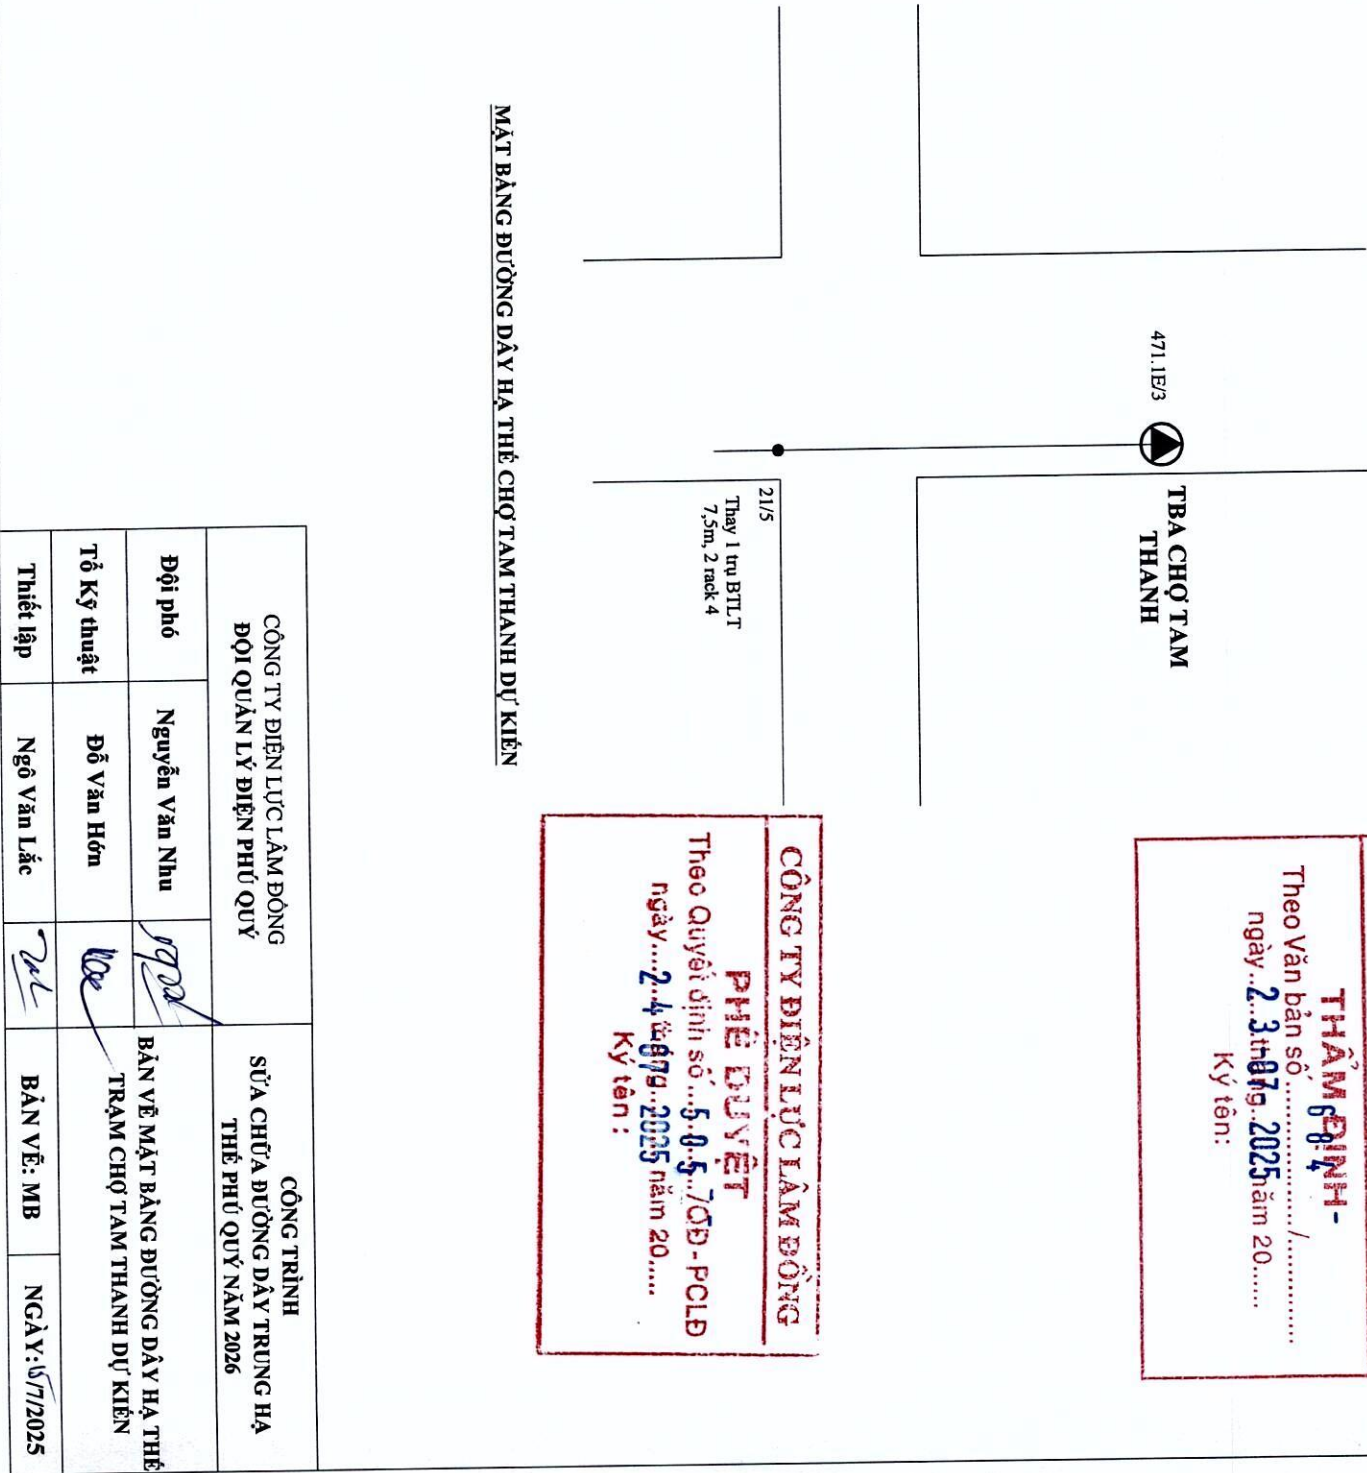 THẨM ĐỊNH-
Theo Văn bản số 684 /
ngày 23 tháng 07 2025 năm 20
Ký tên:
471.1E/3
TBA CHỢ TAM
THANH
21/5
Thay 1 trụ BTLT
7,5m, 2 rack 4
CÔNG TY ĐIỆN LỰC LÂM ĐỒNG
PHÊ DUYỆT
Theo Quyết định số 505 /QĐ-PCLĐ
ngày 24 tháng 07 2025 năm 20
Ký tên :
MẶT BẰNG ĐƯỜNG DÂY HẠ THẾ CHỢ TAM THANH DỰ KIẾN
CÔNG TY ĐIỆN LỰC LÂM ĐỒNG
ĐỘI QUẢN LÝ ĐIỆN PHÚ QUÝ
CÔNG TRÌNH
SỬA CHỮA ĐƯỜNG DÂY TRUNG HẠ
THẾ PHÚ QUÝ NĂM 2026
Đội phó
Nguyễn Văn Nhu
BẢN VẼ MẶT BẰNG ĐƯỜNG DÂY HẠ THẾ
TRẠM CHỢ TAM THANH DỰ KIẾN
Tổ Kỹ thuật
Đỗ Văn Hớn
Thiết lập
Ngô Văn Lắc
BẢN VẼ: MB
NGÀY: 15/7/2025